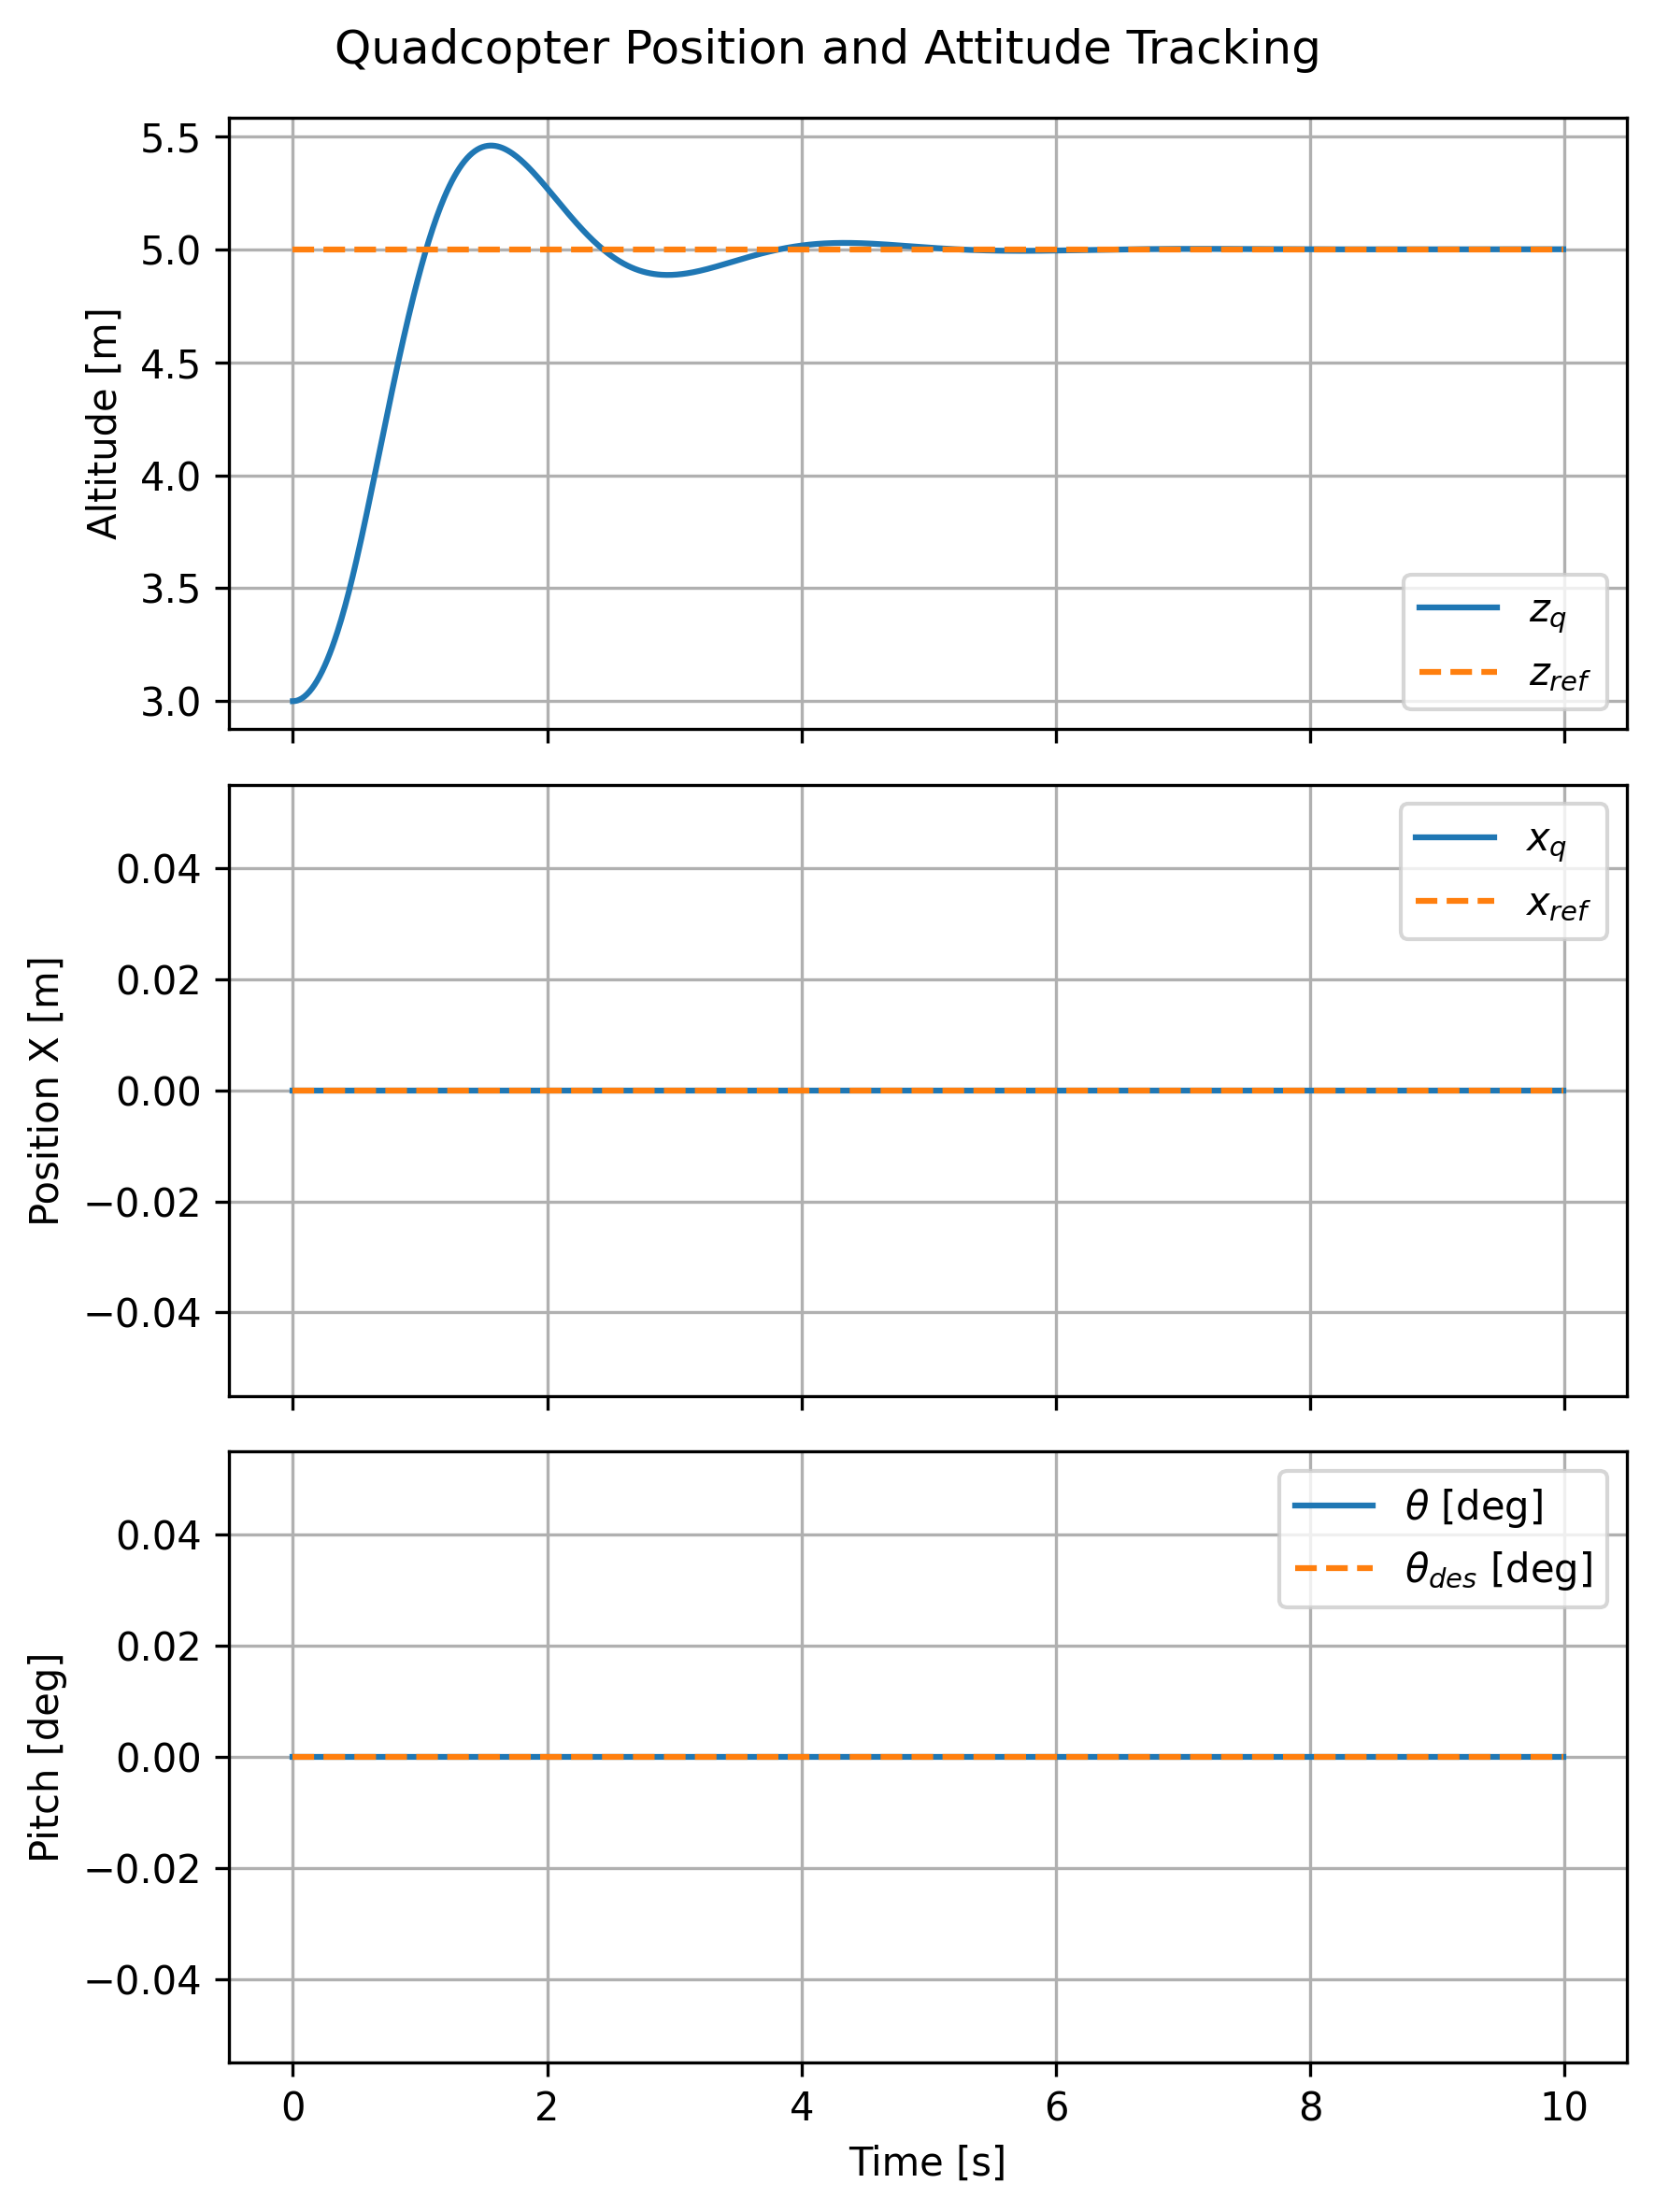 Quadcopter Position and Attitude Tracking
5.5
5.0
4.5
4.0
3.5
3.0
Altitude [m]
z_q
z_ref
0.04
0.02
0.00
−0.02
−0.04
Position X [m]
x_q
x_ref
0.04
0.02
0.00
−0.02
−0.04
Pitch [deg]
θ [deg]
θ_des [deg]
0 2 4 6 8 10
Time [s]